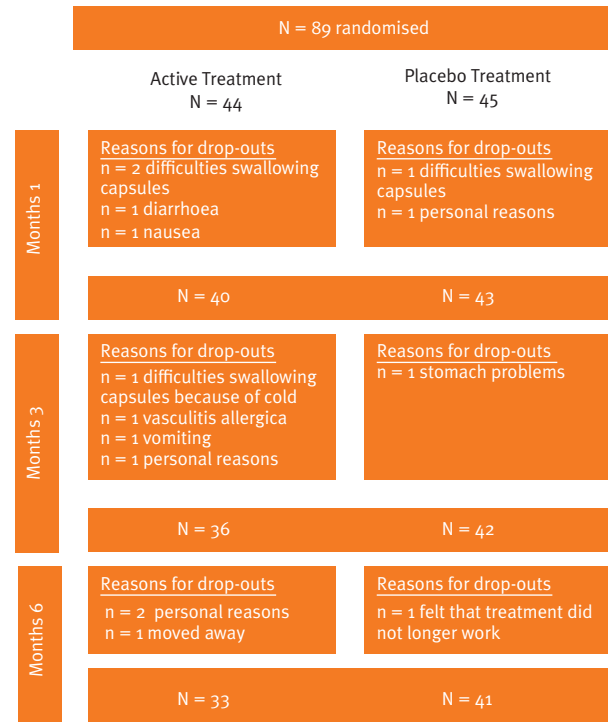 N = 89 randomised
Active Treatment
N = 44
Placebo Treatment
N = 45
Months 1
Reasons for drop-outs
n = 2 difficulties swallowing
capsules
n = 1 diarrhoea
n = 1 nausea
Reasons for drop-outs
n = 1 difficulties swallowing
capsules
n = 1 personal reasons
N = 40
N = 43
Months 3
Reasons for drop-outs
n = 1 difficulties swallowing
capsules because of cold
n = 1 vasculitis allergica
n = 1 vomiting
n = 1 personal reasons
Reasons for drop-outs
n = 1 stomach problems
N = 36
N = 42
Months 6
Reasons for drop-outs
n = 2 personal reasons
n = 1 moved away
Reasons for drop-outs
n = 1 felt that treatment did
not longer work
N = 33
N = 41